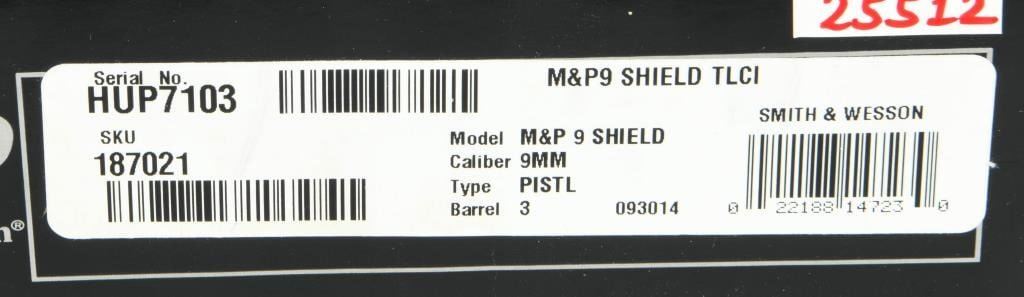 25512
Serial No.
HUP7103
M&P9 SHIELD TLCI
SKU
187021
SMITH & WESSON
Model M&P 9 SHIELD
Caliber 9MM
Type PISTL
Barrel 3 093014
0 22188 14723 0
n®